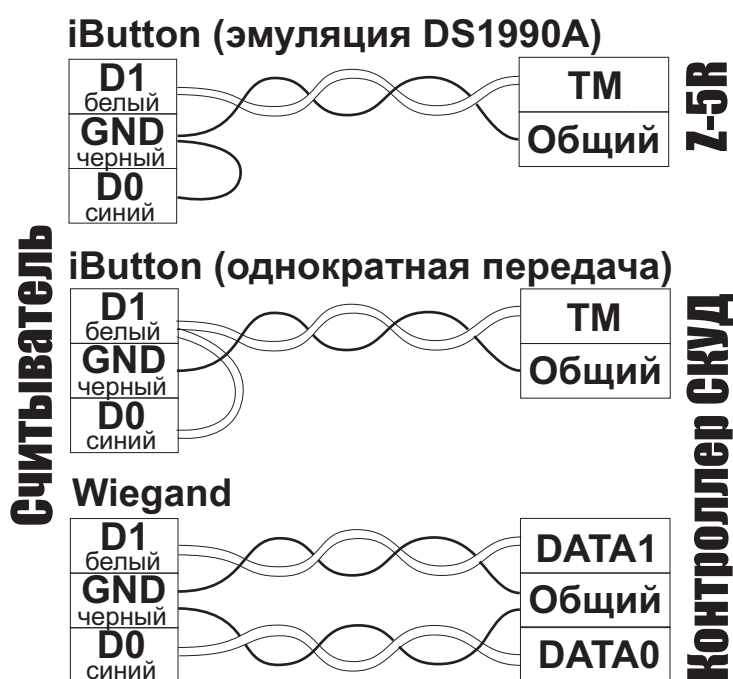 iButton (эмуляция DS1990A)
D1
белый
GND
черный
D0
синий
TM
Общий
Z-5R
Считыватель
iButton (однократная передача)
D1
белый
GND
черный
D0
синий
TM
Общий
Контроллер СКУД
Wiegand
D1
белый
GND
черный
D0
синий
DATA1
Общий
DATA0